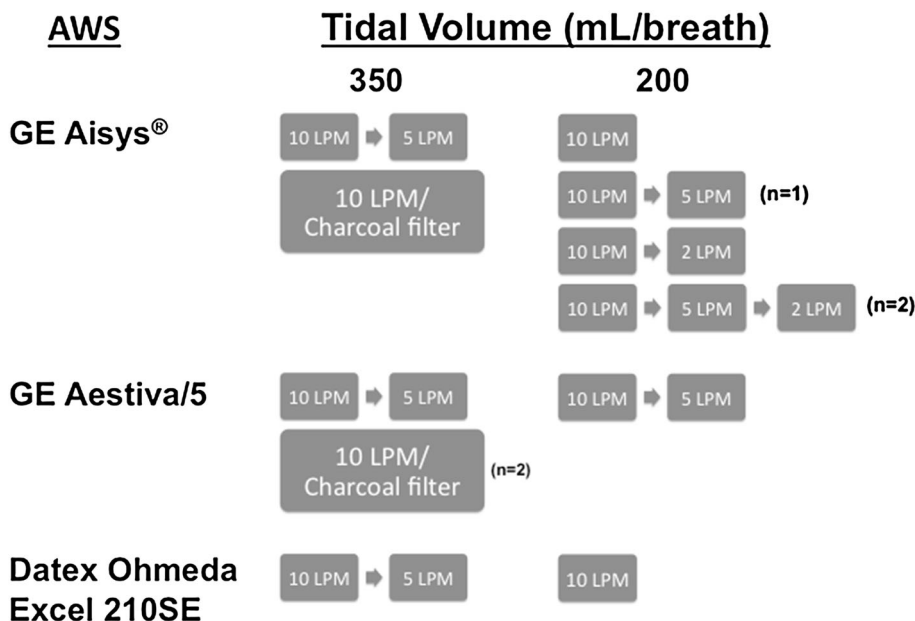 AWS Tidal Volume (mL/breath)
350 200
GE Aisys® 10 LPM 5 LPM 10 LPM
10 LPM/
Charcoal filter
10 LPM 5 LPM (n=1)
10 LPM 2 LPM
10 LPM 5 LPM 2 LPM (n=2)
GE Aestiva/5 10 LPM 5 LPM 10 LPM 5 LPM
10 LPM/
Charcoal filter (n=2)
Datex Ohmeda
Excel 210SE 10 LPM 5 LPM 10 LPM